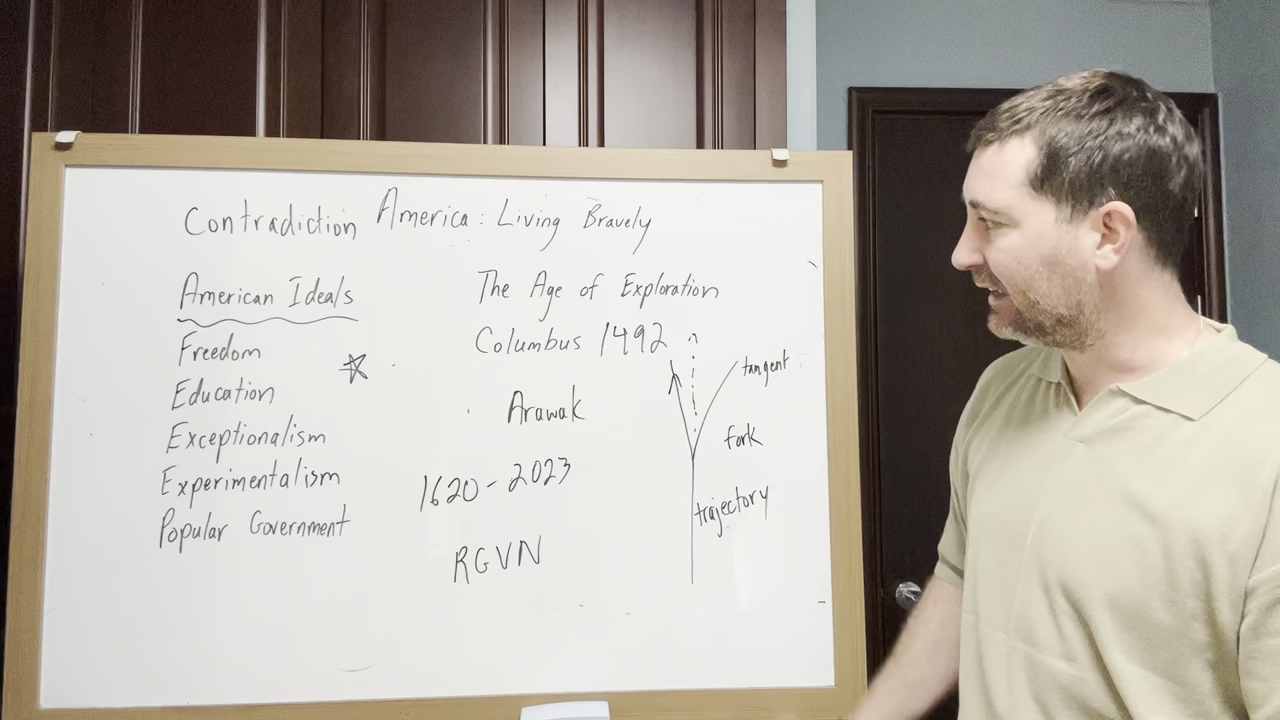 Contradiction America: Living Bravely
American Ideals
Freedom
Education
Exceptionalism
Experimentalism
Popular Government
The Age of Exploration
Columbus 1492
Arawak
1620-2023
RGVN
tangent
fork
trajectory